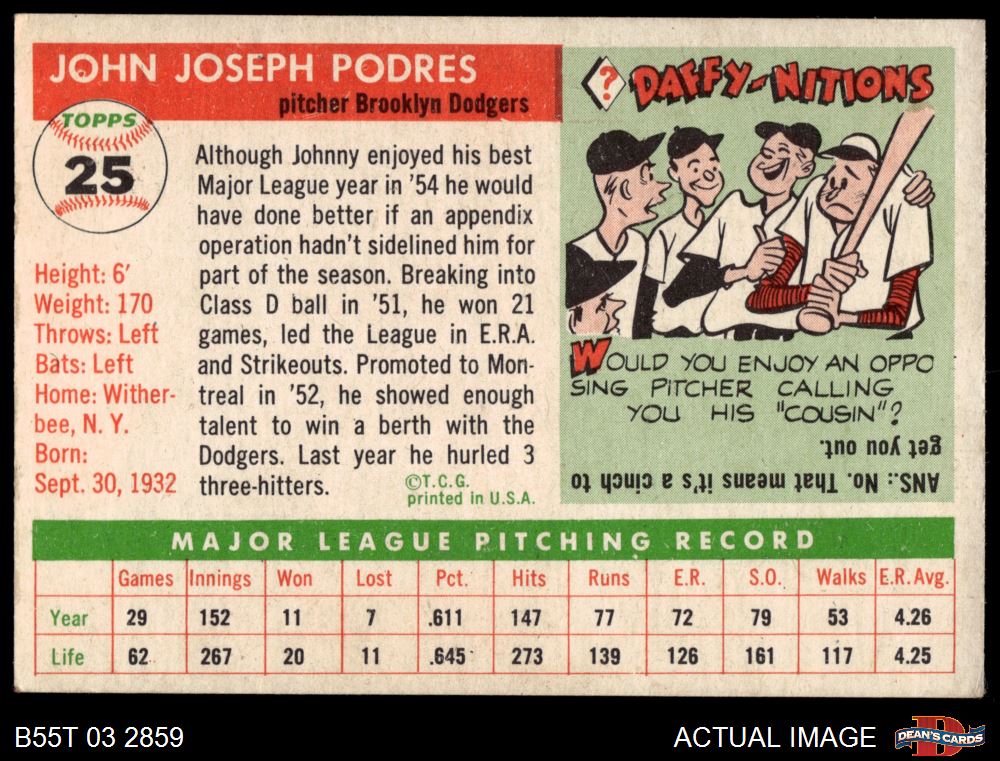 JOHN JOSEPH PODRES
pitcher Brooklyn Dodgers
TOPPS
25
Height: 6'
Weight: 170
Throws: Left
Bats: Left
Home: Wither-
bee, N. Y.
Born:
Sept. 30, 1932
Although Johnny enjoyed his best
Major League year in '54 he would
have done better if an appendix
operation hadn't sidelined him for
part of the season. Breaking into
Class D ball in '51, he won 21
games, led the League in E.R.A.
and Strikeouts. Promoted to Mon-
treal in '52, he showed enough
talent to win a berth with the
Dodgers. Last year he hurled 3
three-hitters.
©T.C.G.
printed in U.S.A.
? DAFFY-NITIONS
WOULD YOU ENJOY AN OPPO
SING PITCHER CALLING
YOU HIS "COUSIN"?
ANS.: No. That means it's a cinch to
get you out.
MAJOR LEAGUE PITCHING RECORD
Games Innings Won Lost Pct. Hits Runs E.R. S.O. Walks E.R. Avg.
Year 29 152 11 7 .611 147 77 72 79 53 4.26
Life 62 267 20 11 .645 273 139 126 161 117 4.25
B55T 03 2859
ACTUAL IMAGE
D
DEAN'S CARDS